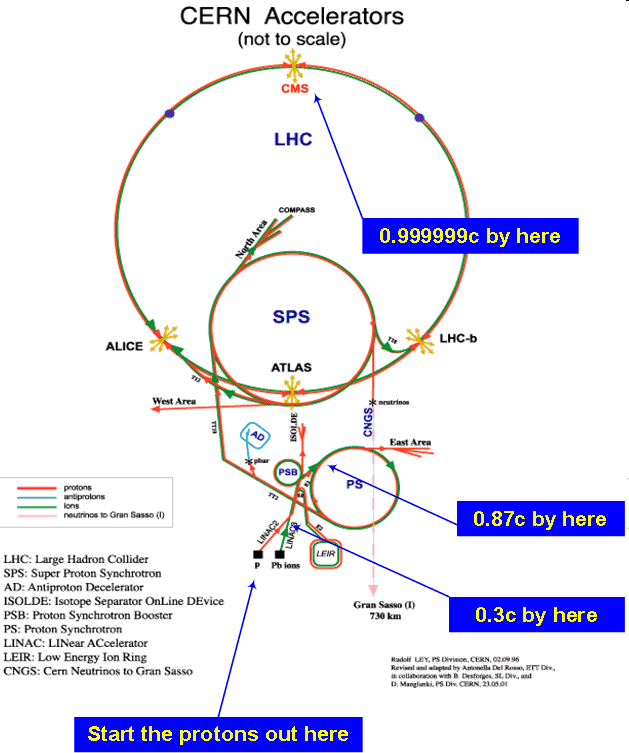 CERN Accelerators
(not to scale)
CMS
LHC
COMPASS
North Area
0.999999c by here
SPS
TI8
ALICE
LHC-b
TI2
ATLAS
West Area
neutrinos
CNGS
ISOLDE
TT10
AD
pbar
East Area
PSB
PS
TT2
protons
antiprotons
ions
neutrinos to Gran Sasso (I)
0.87c by here
LINAC2
LINAC3
E2
LEIR
p
Pb ions
Gran Sasso (I)
730 km
0.3c by here
LHC: Large Hadron Collider
SPS: Super Proton Synchrotron
AD: Antiproton Decelerator
ISOLDE: Isotope Separator OnLine DEvice
PSB: Proton Synchrotron Booster
PS: Proton Synchrotron
LINAC: LINear ACcelerator
LEIR: Low Energy Ion Ring
CNGS: Cern Neutrinos to Gran Sasso
Rudolf LEY, PS Division, CERN, 02.09.96
Revised and adapted by Antonella Del Rosso, ETT Div.,
in collaboration with B. Desforges, SL Div., and
D. Manglunki, PS Div. CERN, 23.05.01
Start the protons out here